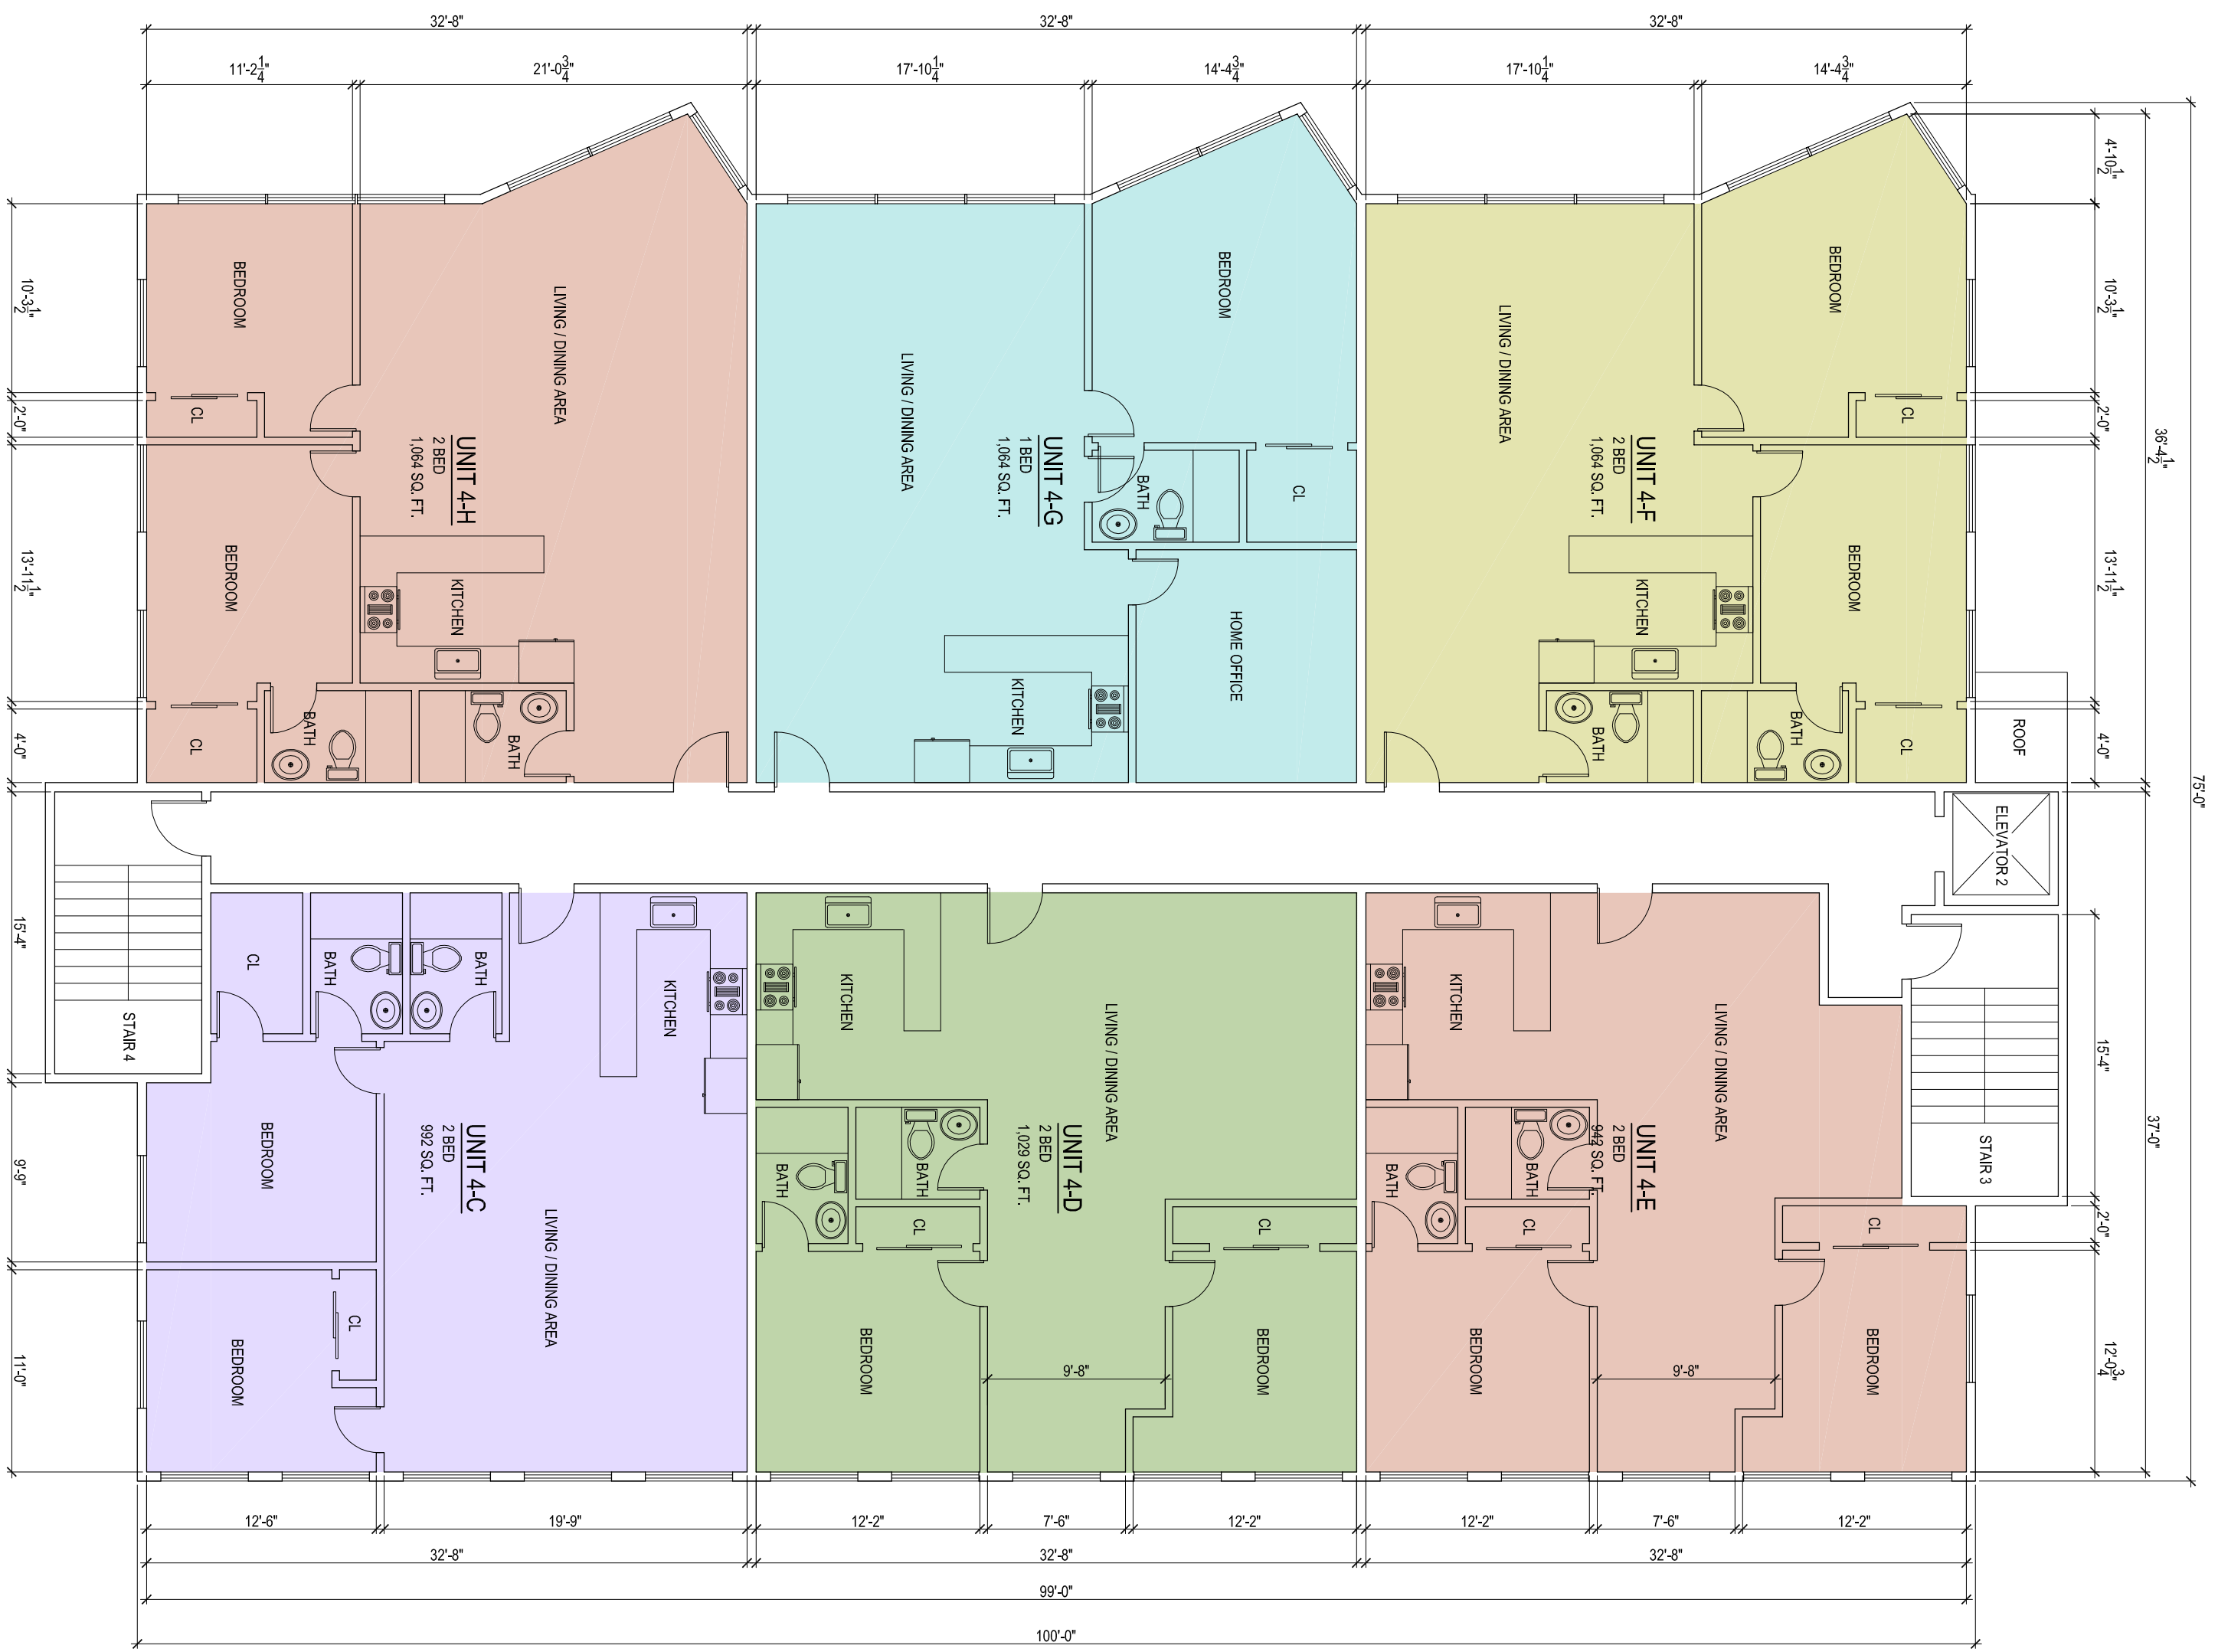 32'-8"
32'-8"
32'-8"
11'-2 1/4"
21'-0 3/4"
17'-10 1/4"
14'-4 3/4"
17'-10 1/4"
14'-4 3/4"
10'-3 1/2"
2'-0"
13'-11 1/2"
4'-0"
15'-4"
9'-9"
11'-0"
4'-10 1/2"
10'-3 1/2"
2'-0"
13'-11 1/2"
4'-0"
36'-4 1/2"
75'-0"
15'-4"
37'-0"
2'-0"
12'-0 3/4"
UNIT 4-H
2 BED
1,064 SQ. FT.
LIVING / DINING AREA
BEDROOM
CL
BEDROOM
CL
KITCHEN
BATH
BATH
UNIT 4-G
1 BED
1,064 SQ. FT.
LIVING / DINING AREA
BEDROOM
CL
BATH
HOME OFFICE
KITCHEN
UNIT 4-F
2 BED
1,064 SQ. FT.
LIVING / DINING AREA
BEDROOM
CL
BEDROOM
CL
KITCHEN
BATH
BATH
ROOF
ELEVATOR 2
STAIR 3
STAIR 4
UNIT 4-C
2 BED
992 SQ. FT.
LIVING / DINING AREA
KITCHEN
BATH
BATH
CL
BEDROOM
CL
BEDROOM
UNIT 4-D
2 BED
1,029 SQ. FT.
LIVING / DINING AREA
KITCHEN
BATH
BATH
CL
CL
BEDROOM
BEDROOM
9'-8"
UNIT 4-E
2 BED
942 SQ. FT.
LIVING / DINING AREA
KITCHEN
BATH
BATH
CL
CL
BEDROOM
BEDROOM
9'-8"
12'-6"
19'-9"
12'-2"
7'-6"
12'-2"
12'-2"
7'-6"
12'-2"
32'-8"
32'-8"
32'-8"
99'-0"
100'-0"